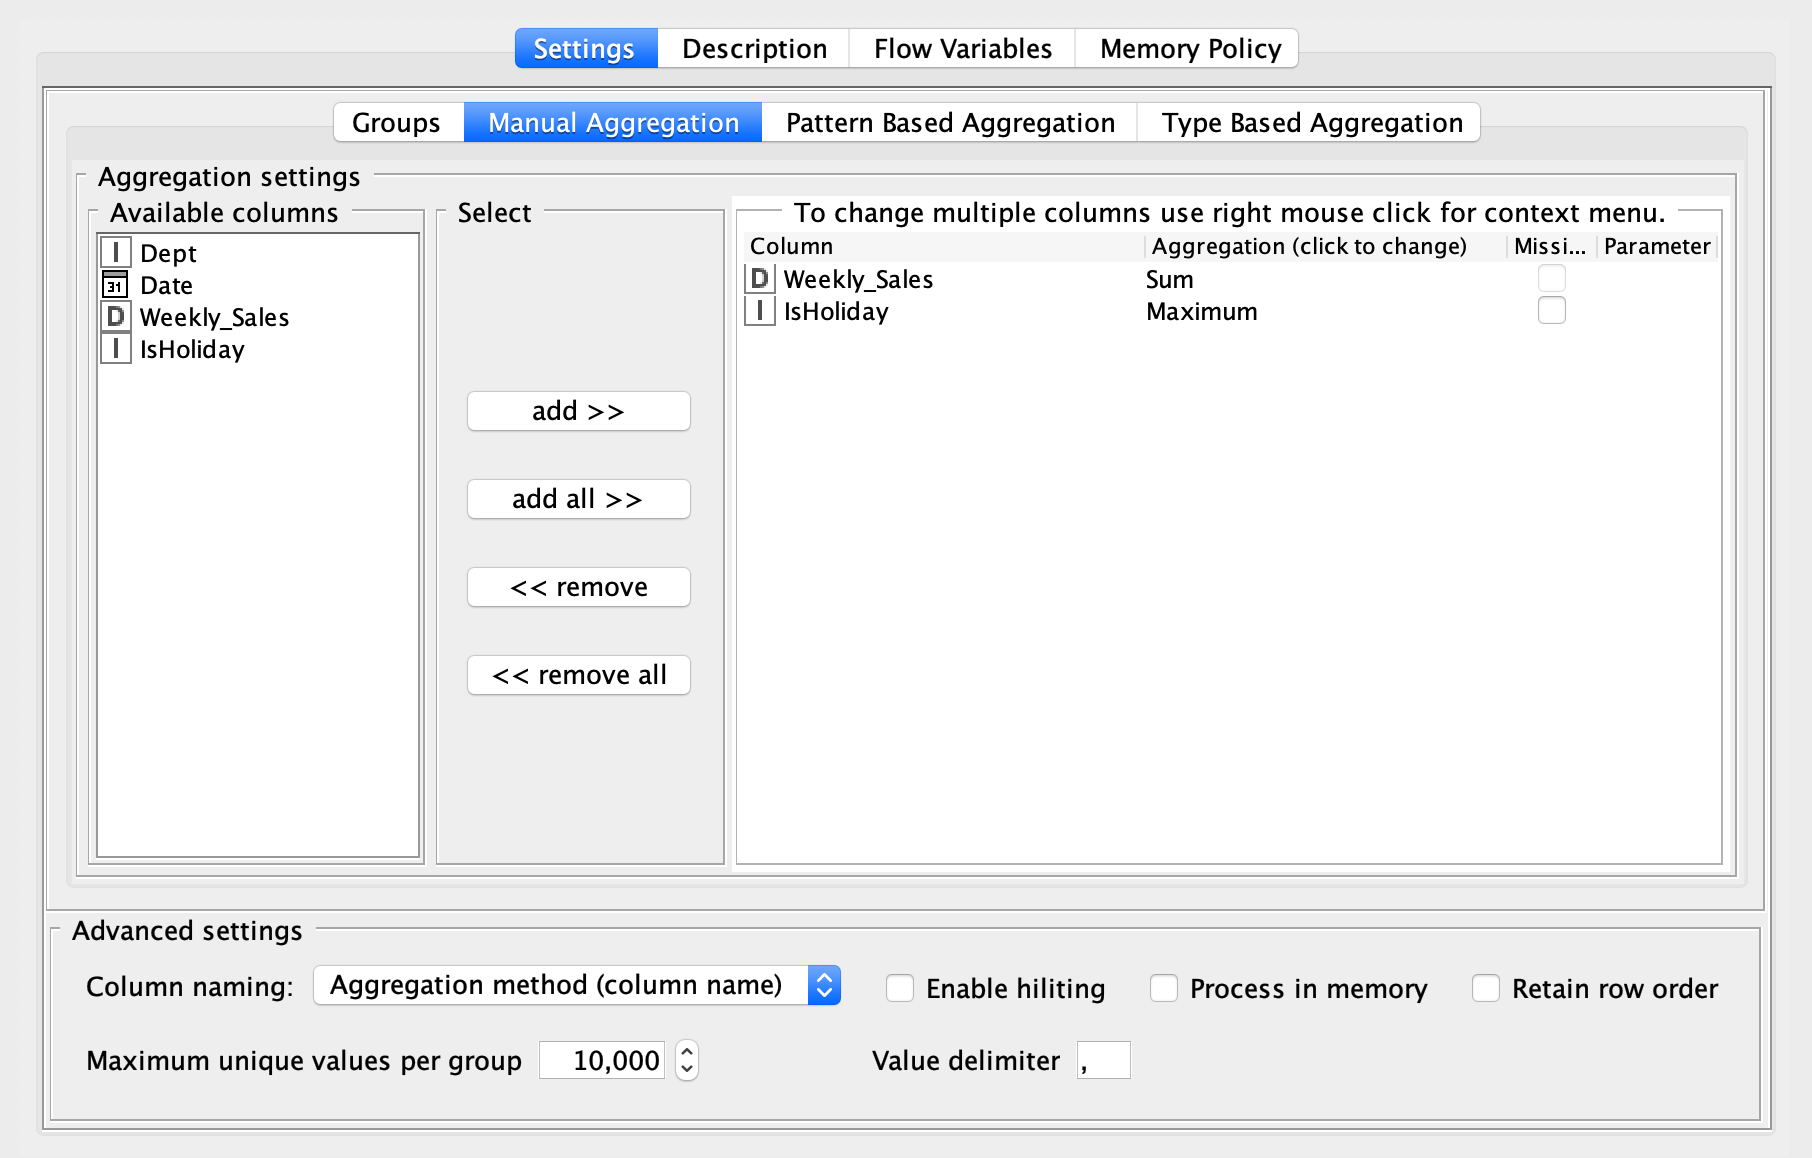 Settings Description Flow Variables Memory Policy
Groups Manual Aggregation Pattern Based Aggregation Type Based Aggregation
Aggregation settings
Available columns
I Dept
31 Date
D Weekly_Sales
I IsHoliday
Select
add >>
add all >>
<< remove
<< remove all
To change multiple columns use right mouse click for context menu.
Column Aggregation (click to change) Missi... Parameter
D Weekly_Sales Sum
I IsHoliday Maximum
Advanced settings
Column naming: Aggregation method (column name) Enable hiliting Process in memory Retain row order
Maximum unique values per group 10,000 Value delimiter ,